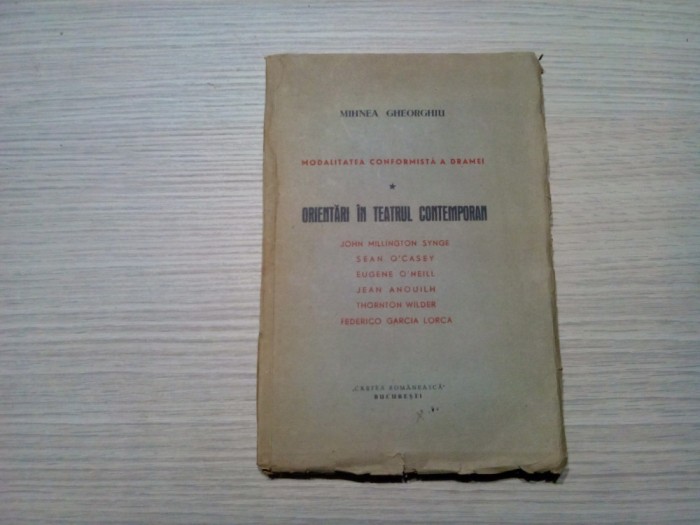 MIHNEA GHEORGHIU
MODALITATEA CONFORMISTĂ A DRAMEI
★
ORIENTĂRI ÎN TEATRUL CONTEMPORAN
JOHN MILLINGTON SYNGE
SEAN O'CASEY
EUGENE O'NEILL
JEAN ANOUILH
THORNTON WILDER
FEDERICO GARCIA LORCA
„CARTEA ROMÂNEASCĂ”
BUCUREȘTI